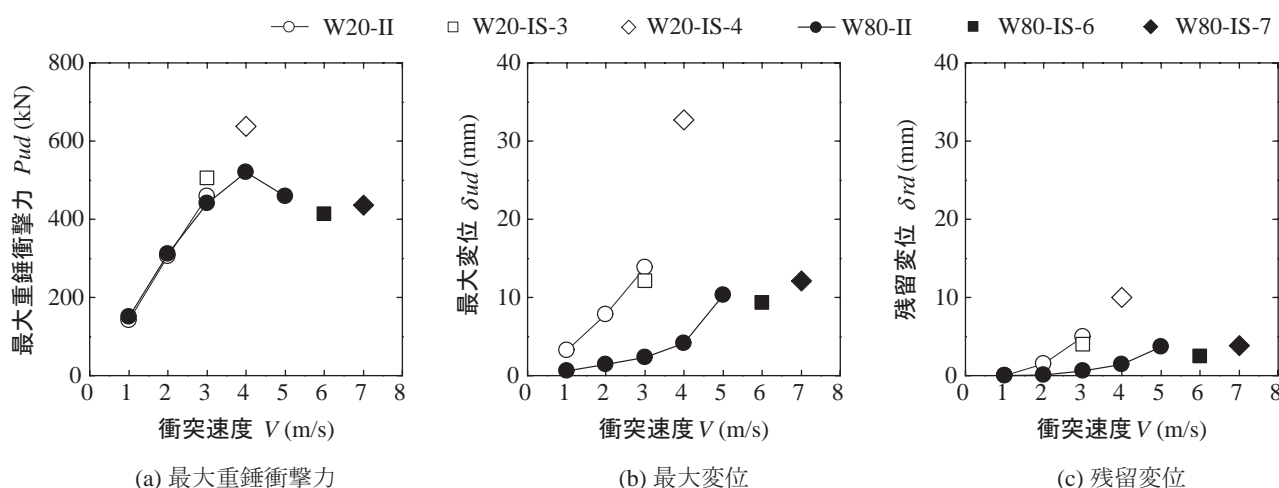 W20-II W20-IS-3 W20-IS-4 W80-II W80-IS-6 W80-IS-7
800
600
400
200
0
最大重錘衝撃力 Pud (kN)
0 1 2 3 4 5 6 7 8
衝突速度 V (m/s)
(a) 最大重錘衝撃力
40
30
20
10
0
最大変位 δud (mm)
0 1 2 3 4 5 6 7 8
衝突速度 V (m/s)
(b) 最大変位
40
30
20
10
0
残留変位 δrd (mm)
0 1 2 3 4 5 6 7 8
衝突速度 V (m/s)
(c) 残留変位